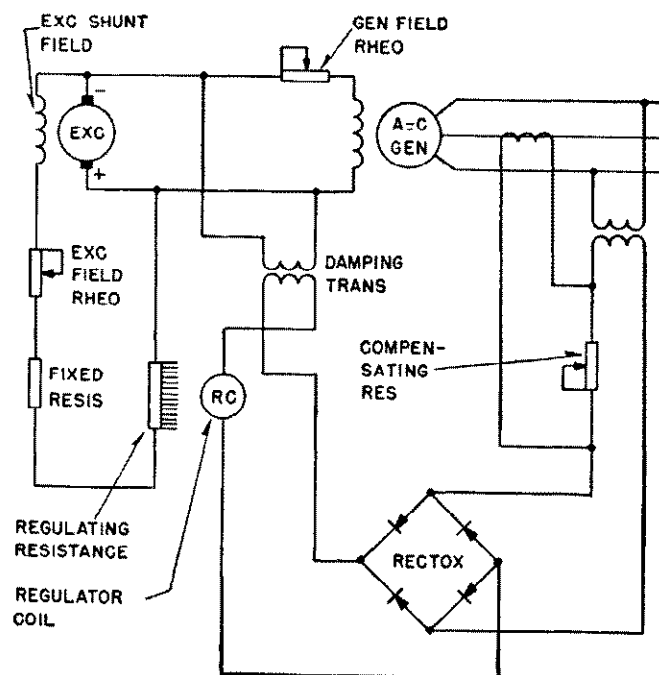 EXC SHUNT
FIELD
GEN FIELD
RHEO
−
EXC
+
A-C
GEN
EXC
FIELD
RHEO
DAMPING
TRANS
FIXED
RESIS
RC
COMPEN-
SATING
RES
REGULATING
RESISTANCE
RECTOX
REGULATOR
COIL